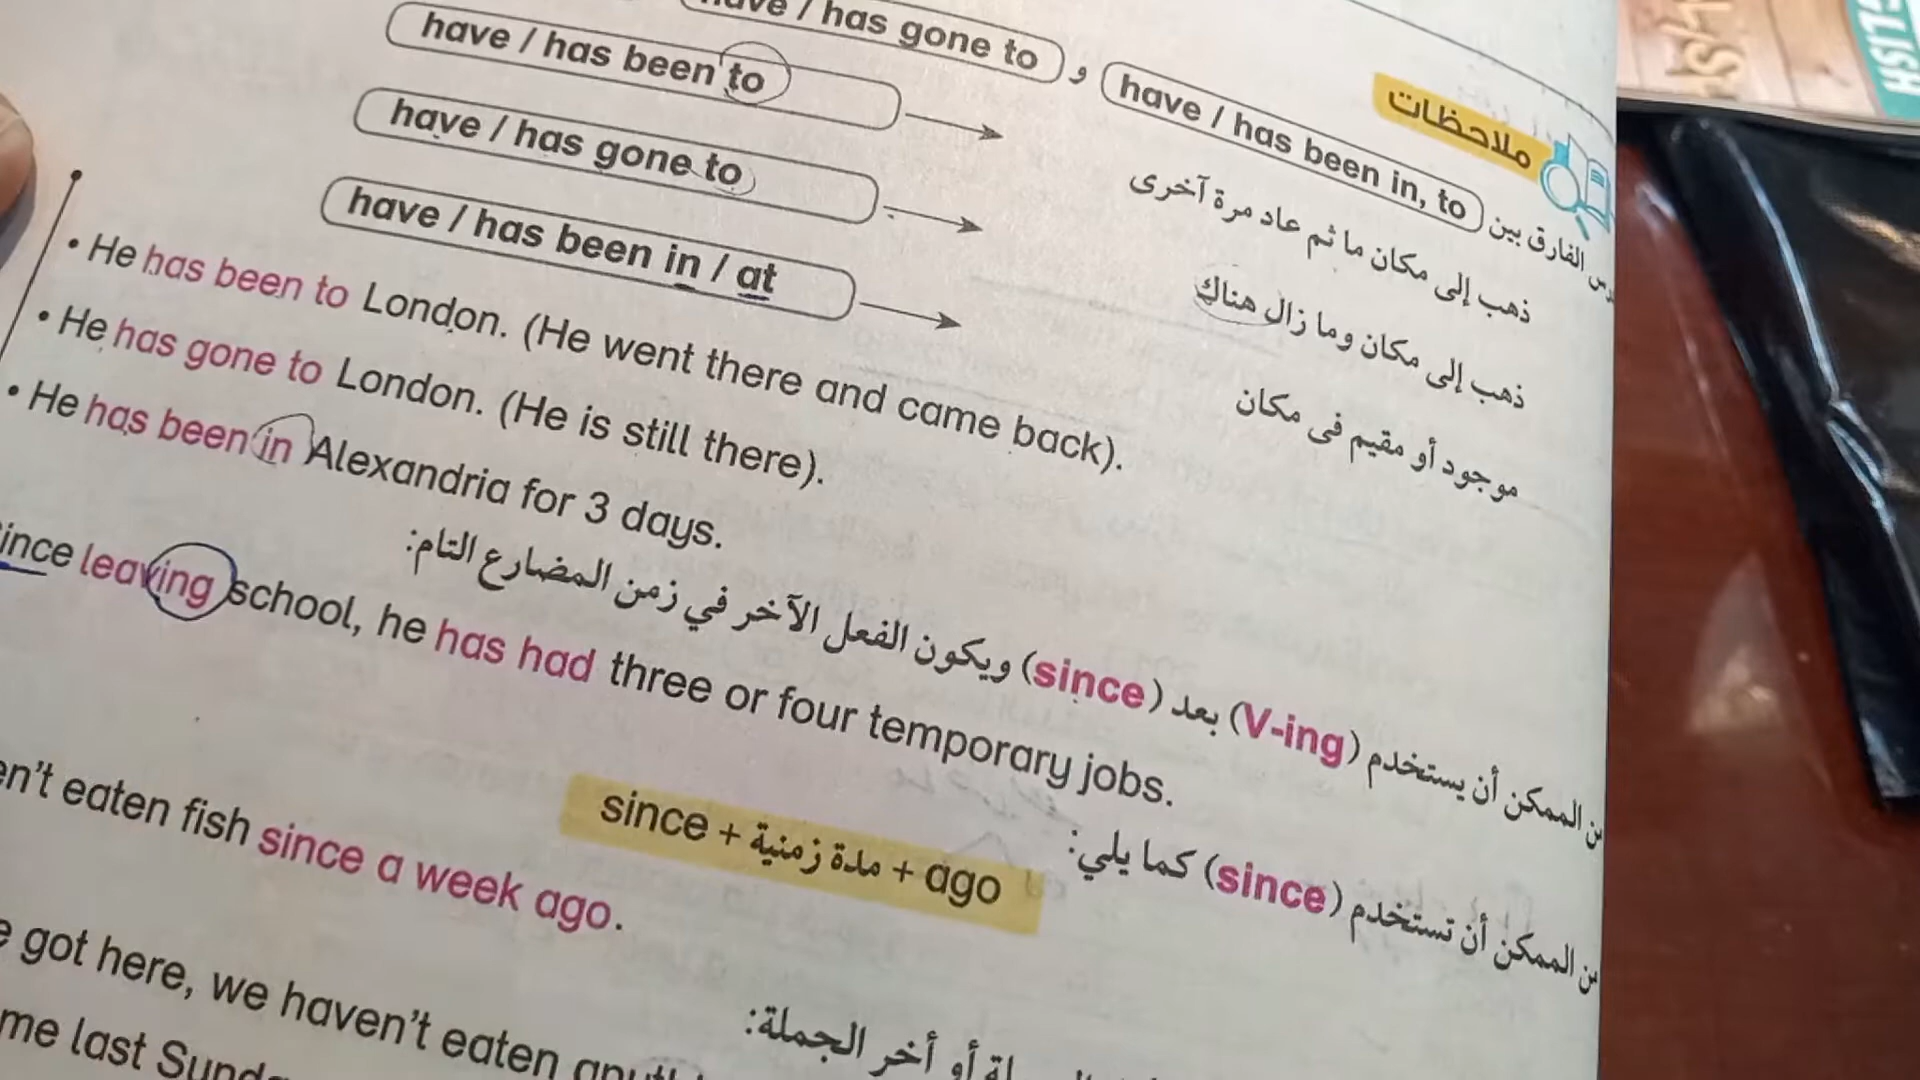 ملاحظات
الفارق بين have / has been in, to و have / has gone to
have / has been to ذهب إلى مكان ما ثم عاد مرة آخرى
have / has gone to ذهب إلى مكان وما زال هناك
have / has been in / at موجود أو مقيم فى مكان
• He has been to London. (He went there and came back).
• He has gone to London. (He is still there).
• He has been in Alexandria for 3 days.
الممكن أن يستخدم (V-ing) بعد (since) ويكون الفعل الآخر في زمن المضارع التام:
leaving school, he has had three or four temporary jobs.
الممكن أن تستخدم (since) كما يلي:
since + مدة زمنية + ago
eaten fish since a week ago.
أو أخر الجملة:
got here, we haven't eaten
last